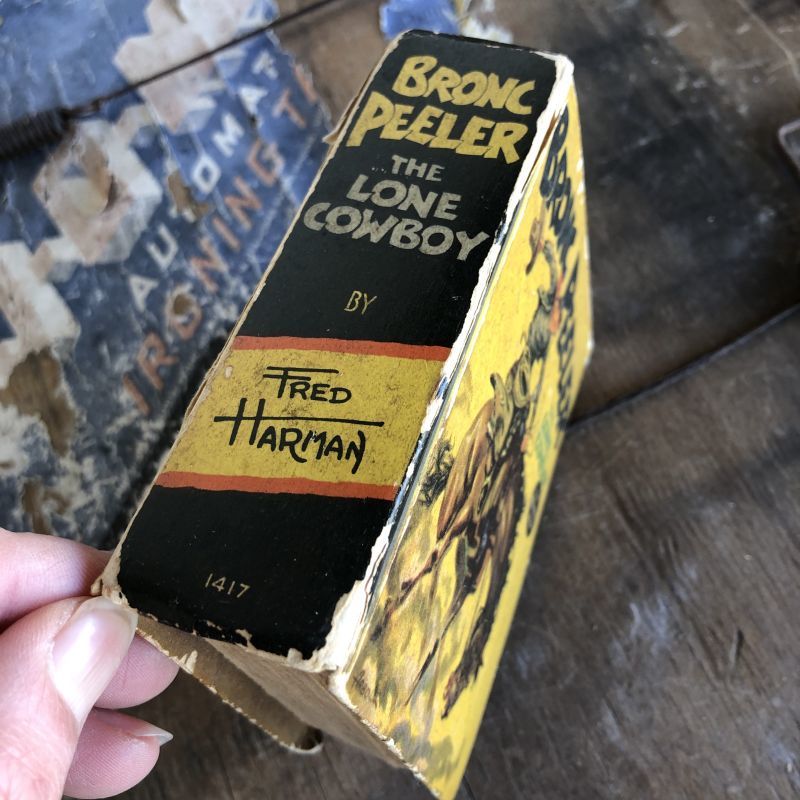 BRONC
PEELER
..THE
LONE
COWBOY
BY
FRED
HARMAN
1417
AUTOMAT
IRONING T